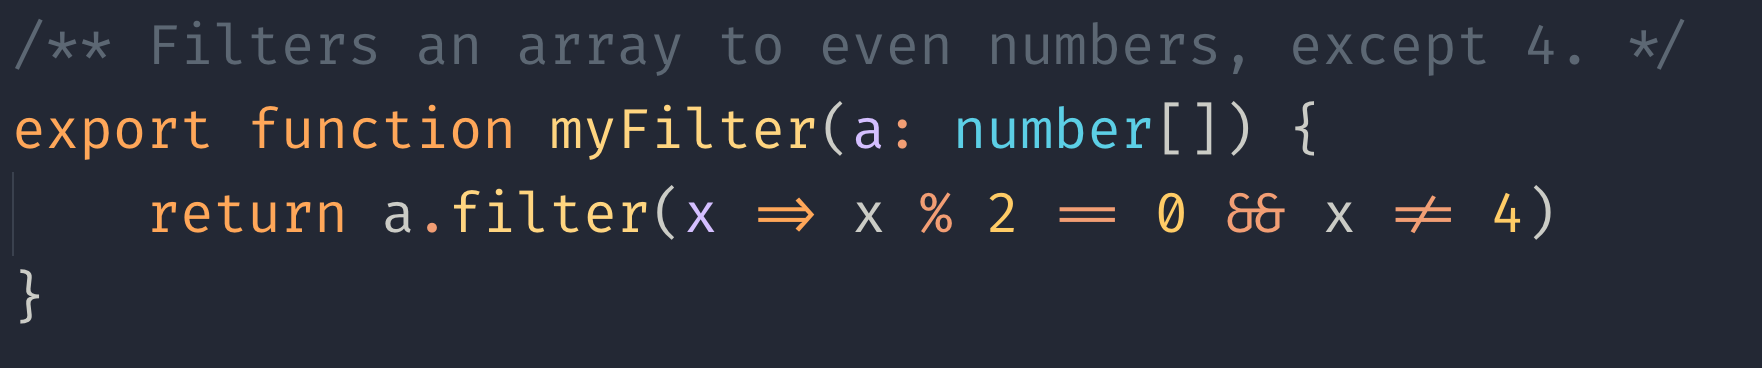 /** Filters an array to even numbers, except 4. */
export function myFilter(a: number[]) {
    return a.filter(x => x % 2 == 0 && x != 4)
}